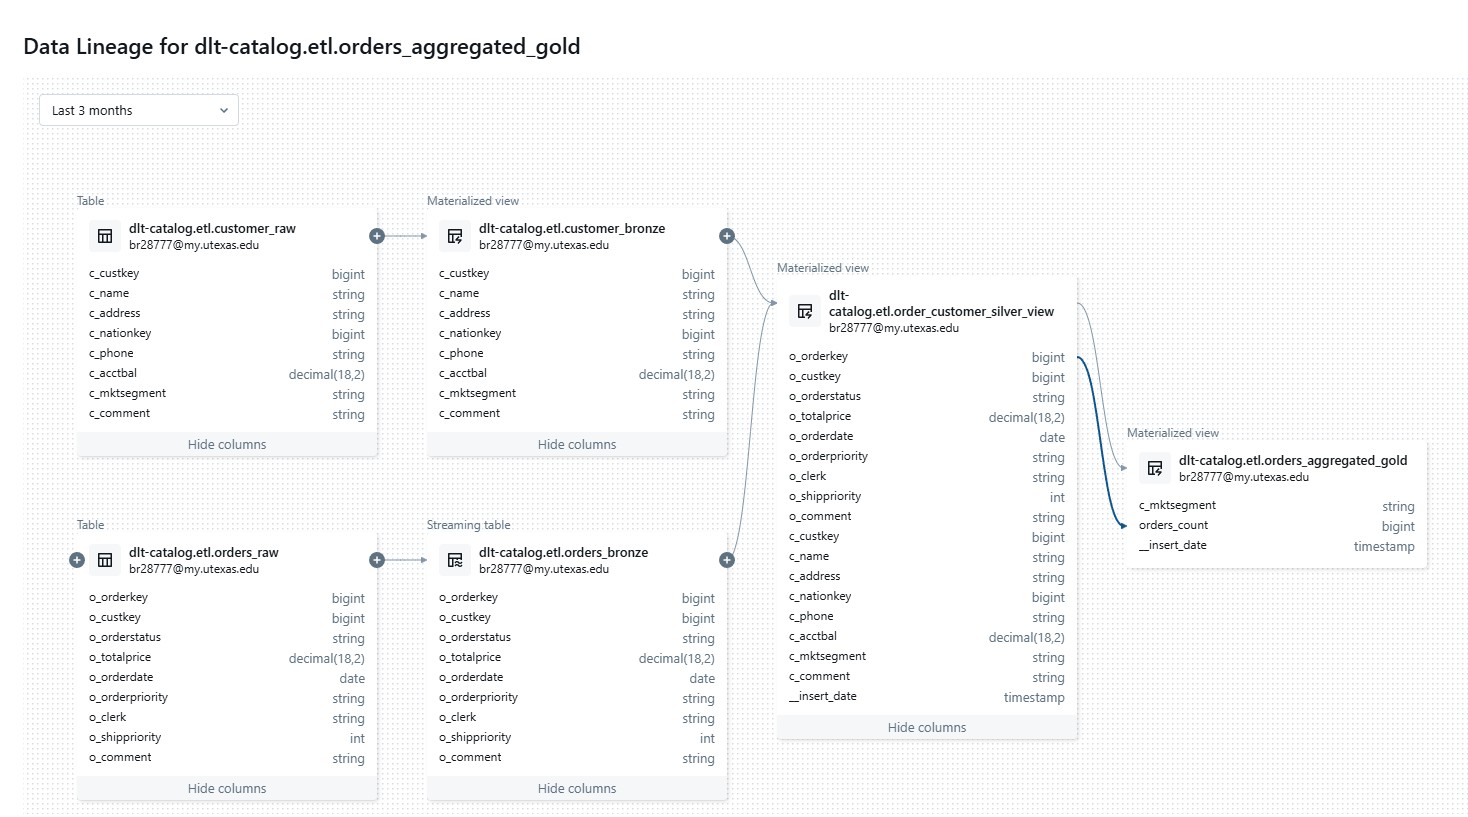 Data Lineage for dlt-catalog.etl.orders_aggregated_gold
Last 3 months
Table
dlt-catalog.etl.customer_raw
br28777@my.utexas.edu
c_custkey bigint
c_name string
c_address string
c_nationkey bigint
c_phone string
c_acctbal decimal(18,2)
c_mktsegment string
c_comment string
Hide columns
Materialized view
dlt-catalog.etl.customer_bronze
br28777@my.utexas.edu
c_custkey bigint
c_name string
c_address string
c_nationkey bigint
c_phone string
c_acctbal decimal(18,2)
c_mktsegment string
c_comment string
Hide columns
Table
dlt-catalog.etl.orders_raw
br28777@my.utexas.edu
o_orderkey bigint
o_custkey bigint
o_orderstatus string
o_totalprice decimal(18,2)
o_orderdate date
o_orderpriority string
o_clerk string
o_shippriority int
o_comment string
Hide columns
Streaming table
dlt-catalog.etl.orders_bronze
br28777@my.utexas.edu
o_orderkey bigint
o_custkey bigint
o_orderstatus string
o_totalprice decimal(18,2)
o_orderdate date
o_orderpriority string
o_clerk string
o_shippriority int
o_comment string
Hide columns
Materialized view
dlt-
catalog.etl.order_customer_silver_view
br28777@my.utexas.edu
o_orderkey bigint
o_custkey bigint
o_orderstatus string
o_totalprice decimal(18,2)
o_orderdate date
o_orderpriority string
o_clerk string
o_shippriority int
o_comment string
c_custkey bigint
c_name string
c_address string
c_nationkey bigint
c_phone string
c_acctbal decimal(18,2)
c_mktsegment string
c_comment string
__insert_date timestamp
Hide columns
Materialized view
dlt-catalog.etl.orders_aggregated_gold
br28777@my.utexas.edu
c_mktsegment string
orders_count bigint
__insert_date timestamp